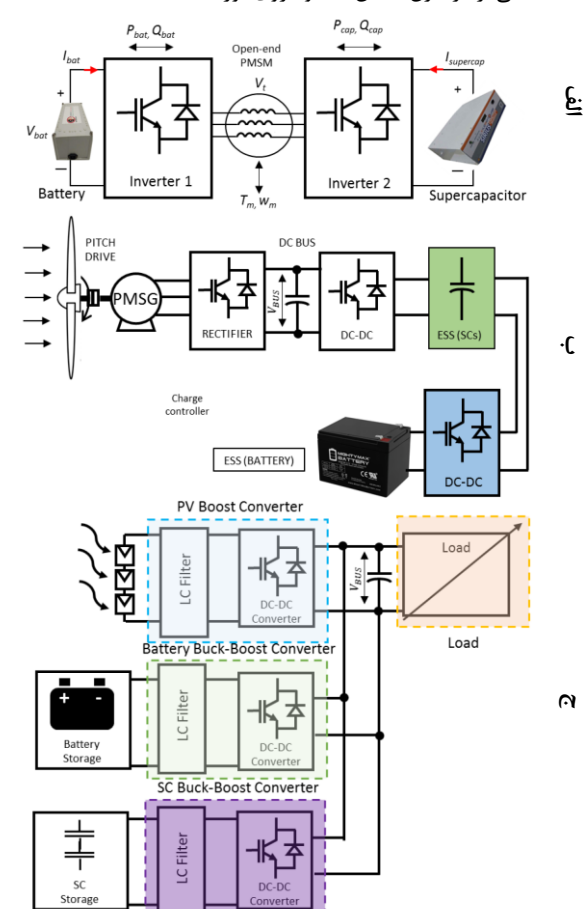 P_bat, Q_bat
P_cap, Q_cap
I_bat
Open-end
PMSM
I_supercap
V_t
+
+
V_bat
—
—
Inverter 1
Inverter 2
Battery
T_m, w_m
Supercapacitor
PITCH
DRIVE
DC BUS
PMSG
V_BUS
RECTIFIER
DC-DC
ESS (SCs)
Charge
controller
ESS (BATTERY)
MIGHTY MAX
BATTERY
DC-DC
PV Boost Converter
LC Filter
DC-DC
Converter
V_BUS
Load
Load
Battery Buck-Boost Converter
+ -
Battery
Storage
LC Filter
DC-DC
Converter
SC Buck-Boost Converter
SC
Storage
LC Filter
DC-DC
Converter